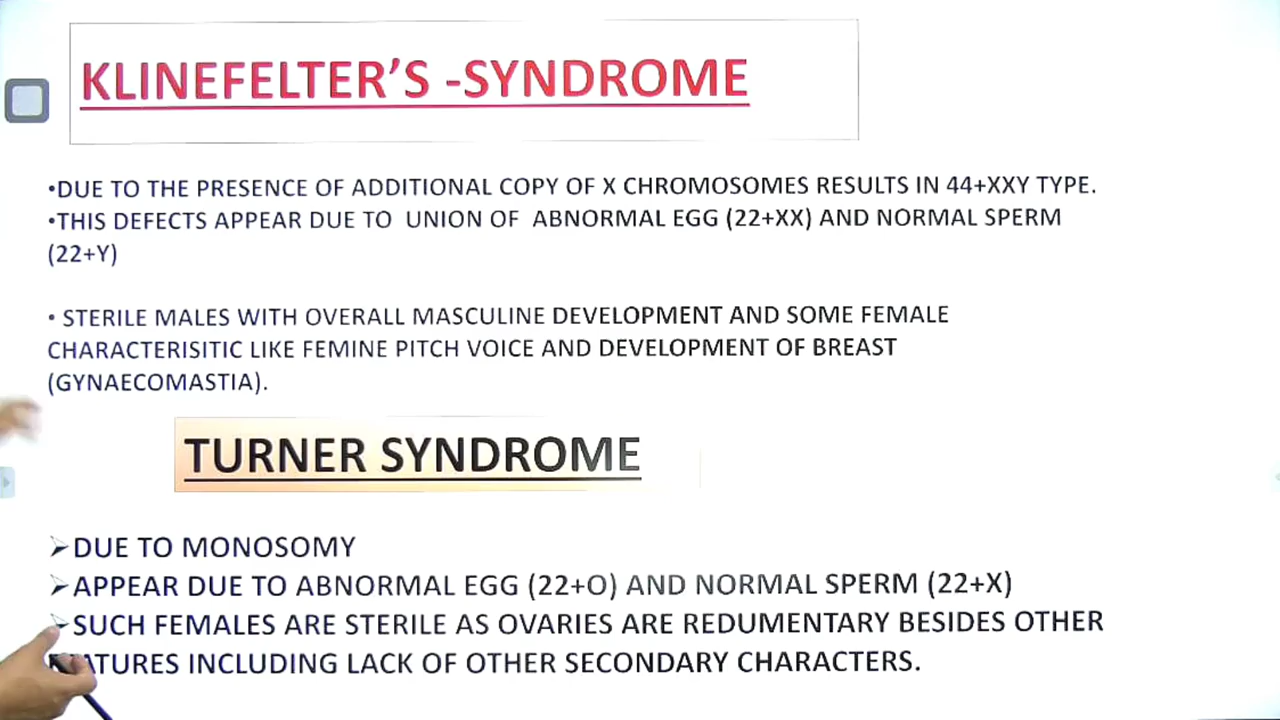 KLINEFELTER’S -SYNDROME
•DUE TO THE PRESENCE OF ADDITIONAL COPY OF X CHROMOSOMES RESULTS IN 44+XXY TYPE.
•THIS DEFECTS APPEAR DUE TO UNION OF ABNORMAL EGG (22+XX) AND NORMAL SPERM
(22+Y)
• STERILE MALES WITH OVERALL MASCULINE DEVELOPMENT AND SOME FEMALE
CHARACTERISITIC LIKE FEMINE PITCH VOICE AND DEVELOPMENT OF BREAST
(GYNAECOMASTIA).
TURNER SYNDROME
➢DUE TO MONOSOMY
➢APPEAR DUE TO ABNORMAL EGG (22+O) AND NORMAL SPERM (22+X)
➢SUCH FEMALES ARE STERILE AS OVARIES ARE REDUMENTARY BESIDES OTHER
INCLUDING LACK OF OTHER SECONDARY CHARACTERS.